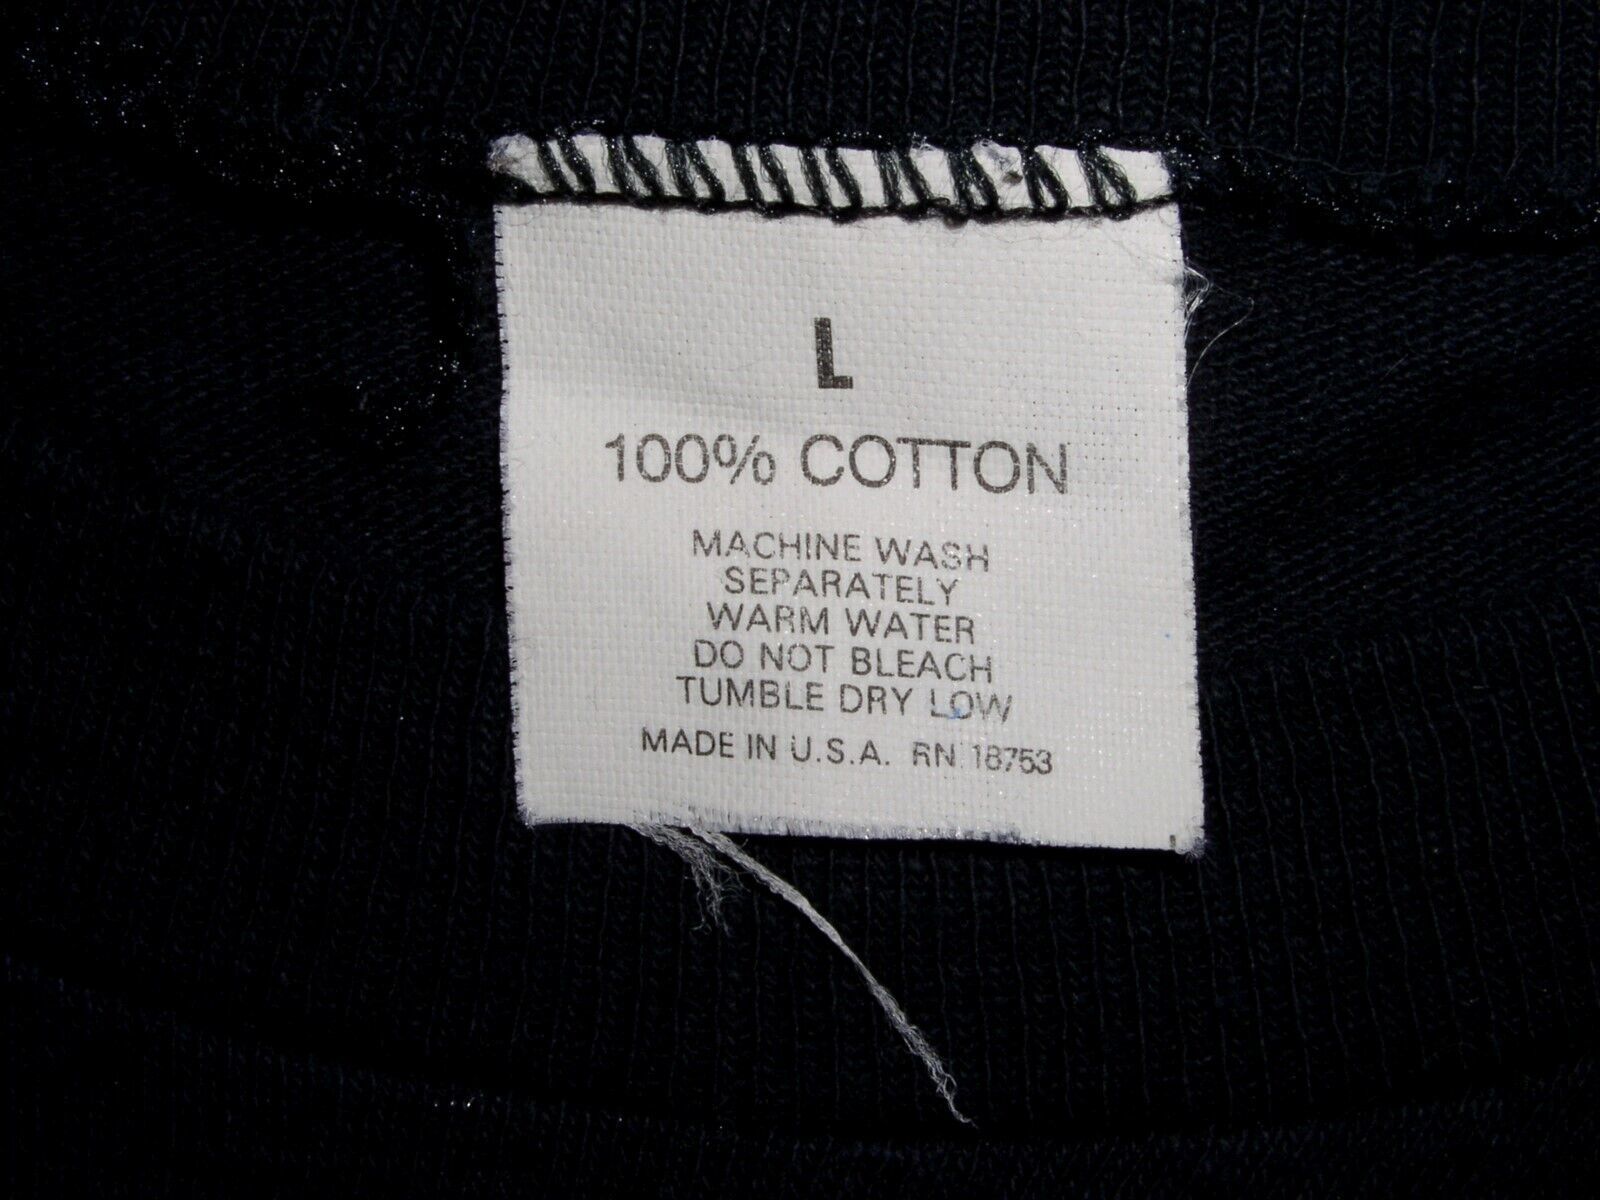 L
100% COTTON
MACHINE WASH
SEPARATELY
WARM WATER
DO NOT BLEACH
TUMBLE DRY LOW
MADE IN U.S.A. RN 18753